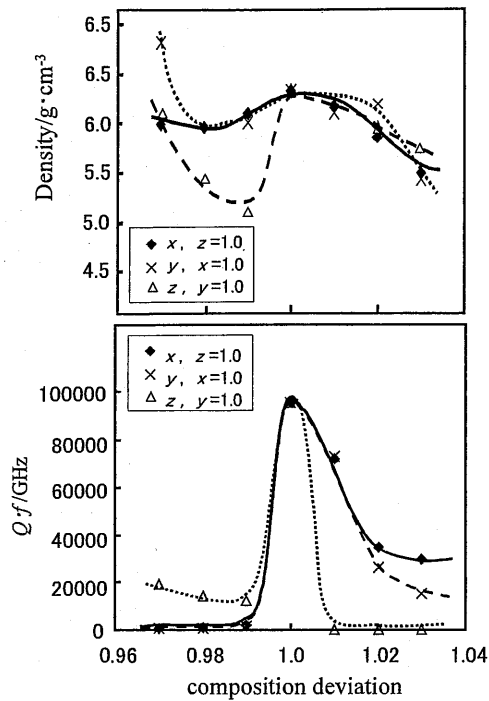 6.5
6.5
6.0
5.5
5.0
4.5
Density/g·cm⁻³
x, z=1.0
y, x=1.0
z, y=1.0
x, z=1.0
y, x=1.0
z, y=1.0
100000
80000
60000
40000
20000
0
Q·f/GHz
0.96 0.98 1.0 1.02 1.04
composition deviation